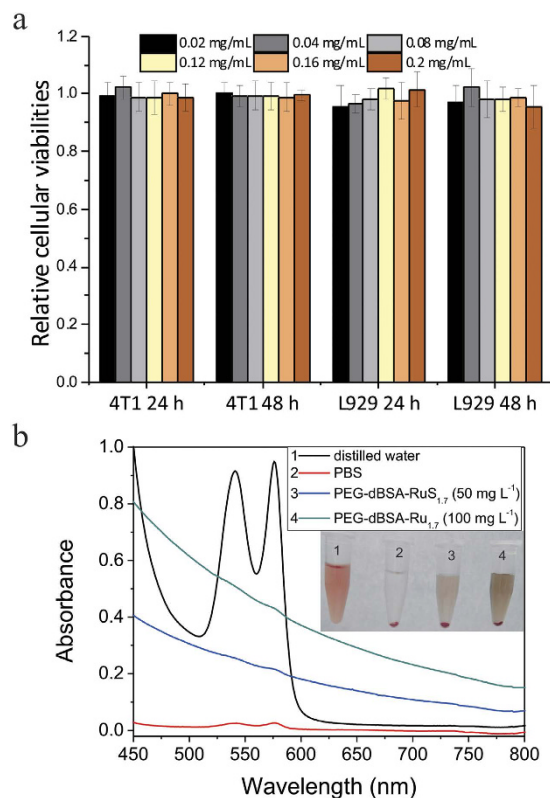 a
1.2
1.0
0.8
0.6
0.4
0.2
0.0
Relative cellular viabilities
0.02 mg/mL 0.04 mg/mL 0.08 mg/mL
0.12 mg/mL 0.16 mg/mL 0.2 mg/mL
4T1 24 h 4T1 48 h L929 24 h L929 48 h
b
1.0
0.8
0.6
0.4
0.2
0.0
Absorbance
1 distilled water
2 PBS
3 PEG-dBSA-RuS1.7 (50 mg L⁻¹)
4 PEG-dBSA-Ru1.7 (100 mg L⁻¹)
1 2 3 4
450 500 550 600 650 700 750 800
Wavelength (nm)